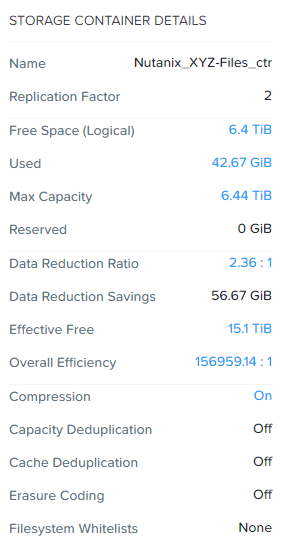 STORAGE CONTAINER DETAILS
Name Nutanix_XYZ-Files_ctr
Replication Factor 2
Free Space (Logical) 6.4 TiB
Used 42.67 GiB
Max Capacity 6.44 TiB
Reserved 0 GiB
Data Reduction Ratio 2.36 : 1
Data Reduction Savings 56.67 GiB
Effective Free 15.1 TiB
Overall Efficiency 156959.14 : 1
Compression On
Capacity Deduplication Off
Cache Deduplication Off
Erasure Coding Off
Filesystem Whitelists None